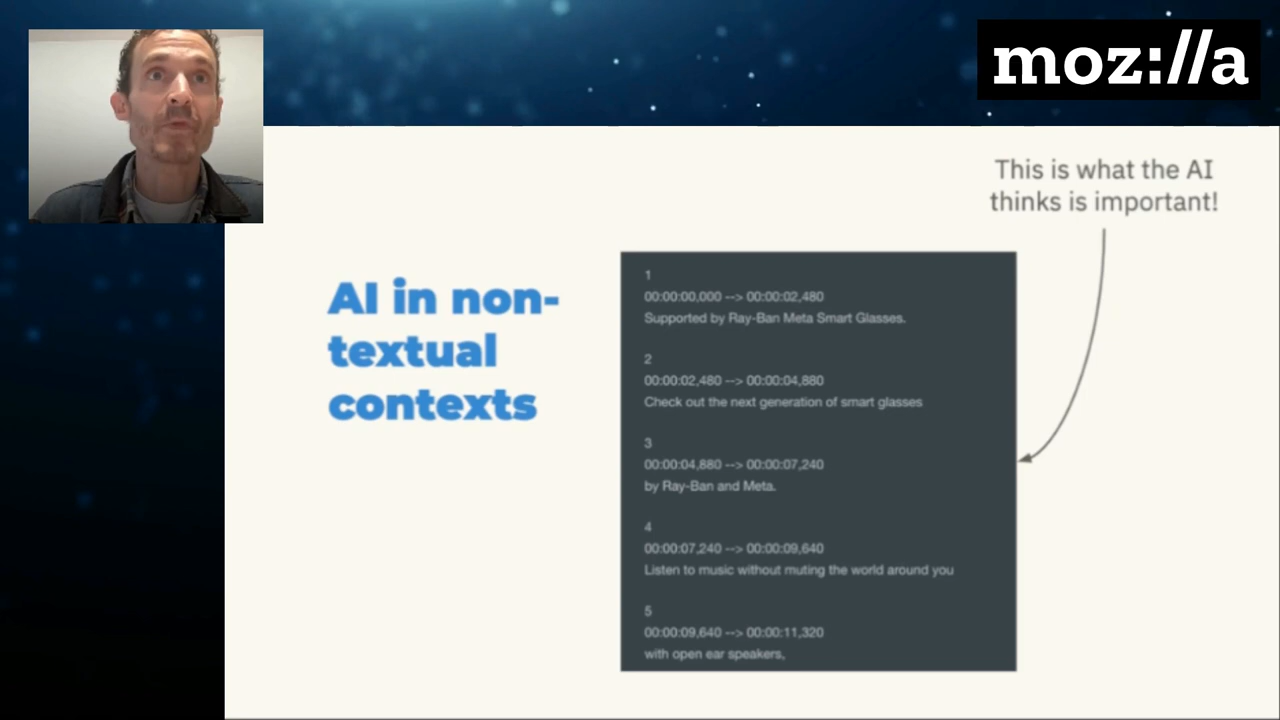 moz://a
This is what the AI
thinks is important!
AI in non-
textual
contexts
1
00:00:00,000 --> 00:00:02,480
Supported by Ray-Ban Meta Smart Glasses.
2
00:00:02,480 --> 00:00:04,880
Check out the next generation of smart glasses
3
00:00:04,880 --> 00:00:07,240
by Ray-Ban and Meta.
4
00:00:07,240 --> 00:00:09,640
Listen to music without muting the world around you
5
00:00:09,640 --> 00:00:11,320
with open ear speakers,